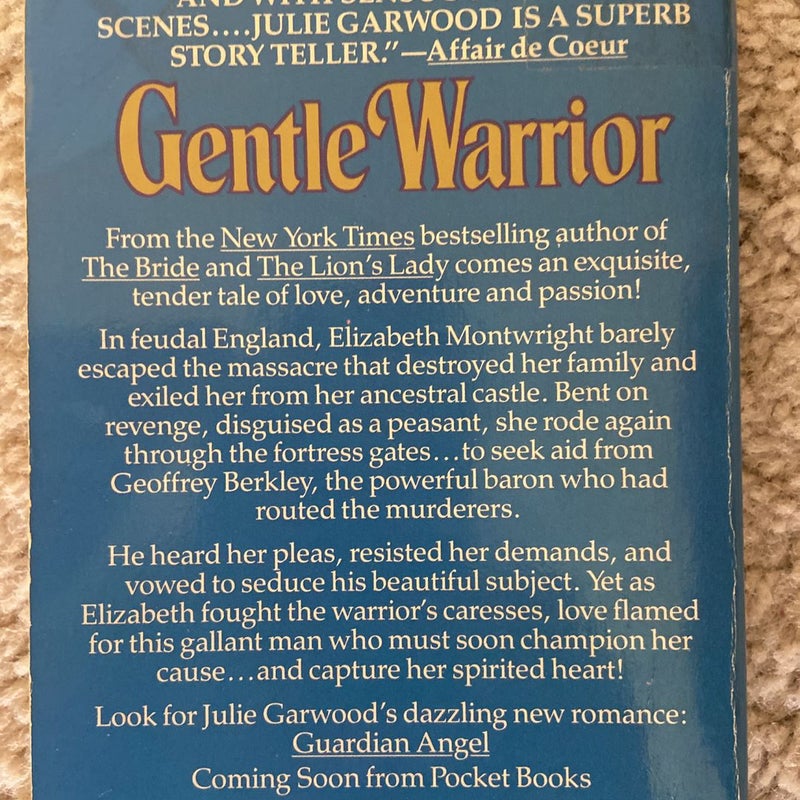 AND WITH
SCENES....JULIE GARWOOD IS A SUPERB
STORY TELLER."—Affair de Coeur
Gentle Warrior
From the New York Times bestselling author of
The Bride and The Lion's Lady comes an exquisite,
tender tale of love, adventure and passion!
In feudal England, Elizabeth Montwright barely
escaped the massacre that destroyed her family and
exiled her from her ancestral castle. Bent on
revenge, disguised as a peasant, she rode again
through the fortress gates...to seek aid from
Geoffrey Berkley, the powerful baron who had
routed the murderers.
He heard her pleas, resisted her demands, and
vowed to seduce his beautiful subject. Yet as
Elizabeth fought the warrior's caresses, love flamed
for this gallant man who must soon champion her
cause...and capture her spirited heart!
Look for Julie Garwood's dazzling new romance:
Guardian Angel
Coming Soon from Pocket Books